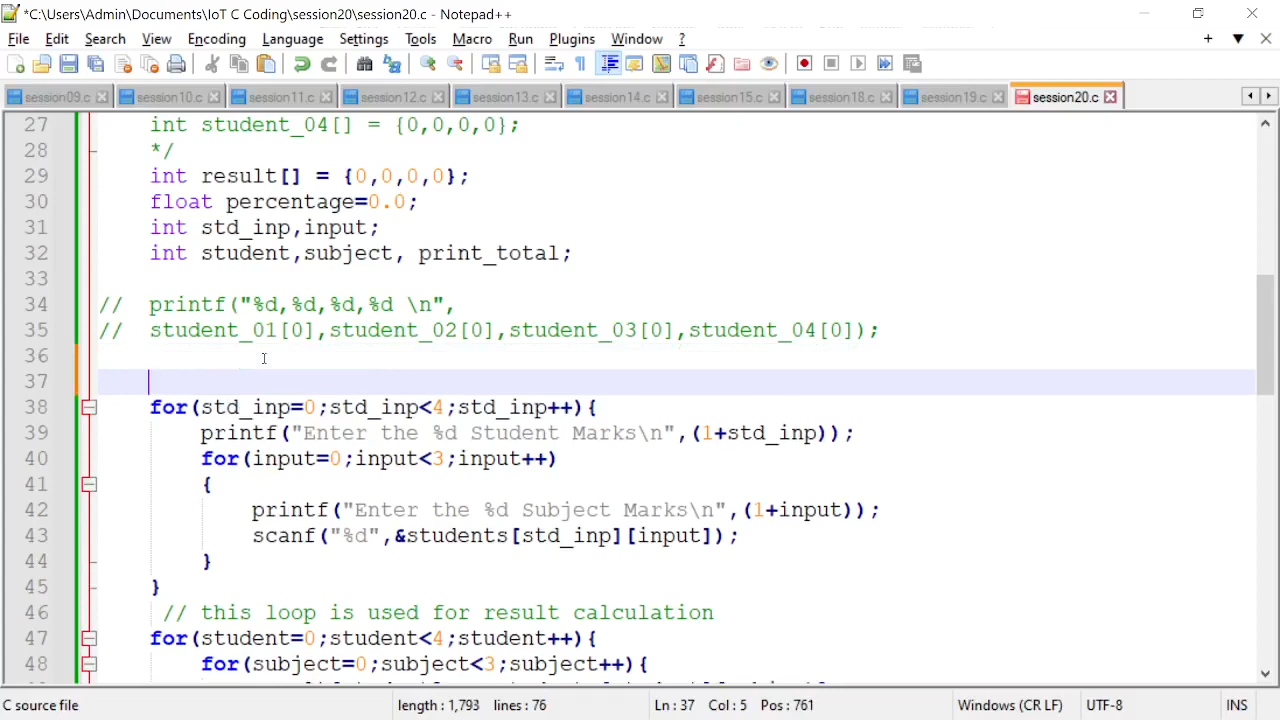 *C:\Users\Admin\Documents\IoT C Coding\session20\session20.c - Notepad++
File Edit Search View Encoding Language Settings Tools Macro Run Plugins Window ?
session09.c session10.c session11.c session12.c session13.c session14.c session15.c session18.c session19.c session20.c
27 int student_04[] = {0,0,0,0};
28 */
29 int result[] = {0,0,0,0};
30 float percentage=0.0;
31 int std_inp,input;
32 int student,subject, print_total;
33
34 // printf("%d,%d,%d,%d \n",
35 // student_01[0],student_02[0],student_03[0],student_04[0]);
36
37
38 for(std_inp=0;std_inp<4;std_inp++){
39 printf("Enter the %d Student Marks\n",(1+std_inp));
40 for(input=0;input<3;input++)
41 {
42 printf("Enter the %d Subject Marks\n",(1+input));
43 scanf("%d",&students[std_inp][input]);
44 }
45 }
46 // this loop is used for result calculation
47 for(student=0;student<4;student++){
48 for(subject=0;subject<3;subject++){
C source file length : 1,793 lines : 76 Ln : 37 Col : 5 Pos : 761 Windows (CR LF) UTF-8 INS